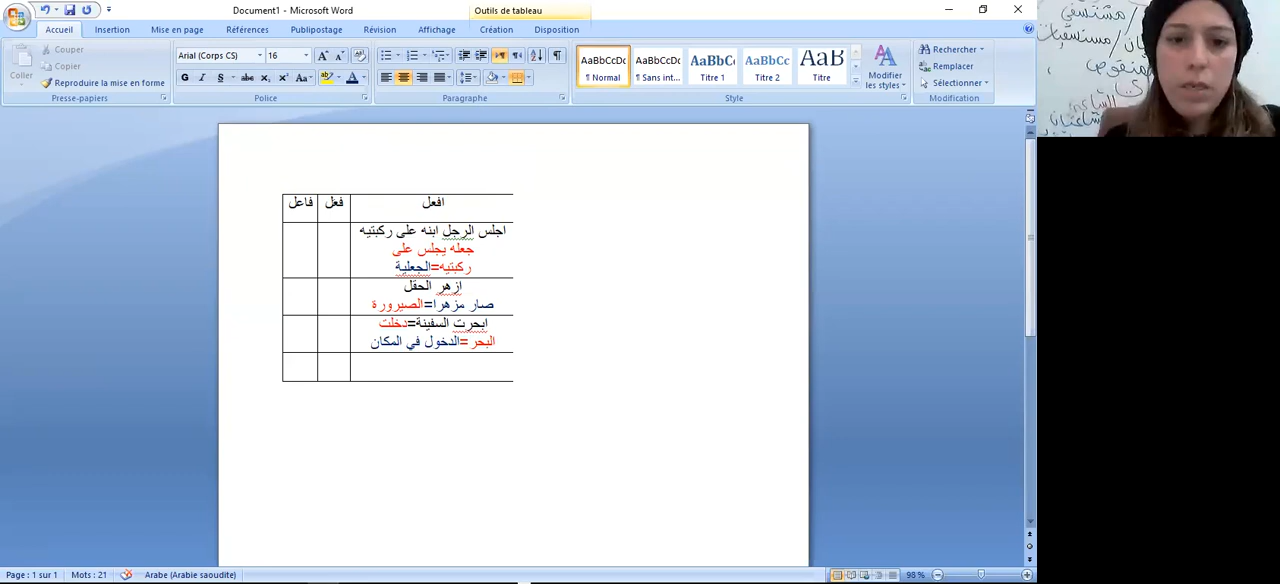 Document1 - Microsoft Word
Outils de tableau
Accueil
Insertion
Mise en page
Références
Publipostage
Révision
Affichage
Création
Disposition
Coller
Couper
Copier
Reproduire la mise en forme
Presse-papiers
Arial (Corps CS)
16
Police
Paragraphe
AaBbCcDc
¶ Normal
AaBbCcDc
¶ Sans int...
AaBbC
Titre 1
AaBbCc
Titre 2
AaB
Titre
Style
Modifier
les styles
Rechercher
Remplacer
Sélectionner
Modification
افعل
فعل
فاعل
اجلس الرجل ابنه على ركبتيه
جعله يجلس على
ركبتيه=الجعلية
ازهر الحقل
صار مزهرا=الصيرورة
ابحرت السفينة=دخلت
البحر =الدخول في المكان
Page : 1 sur 1
Mots : 21
Arabe (Arabie saoudite)
98 %